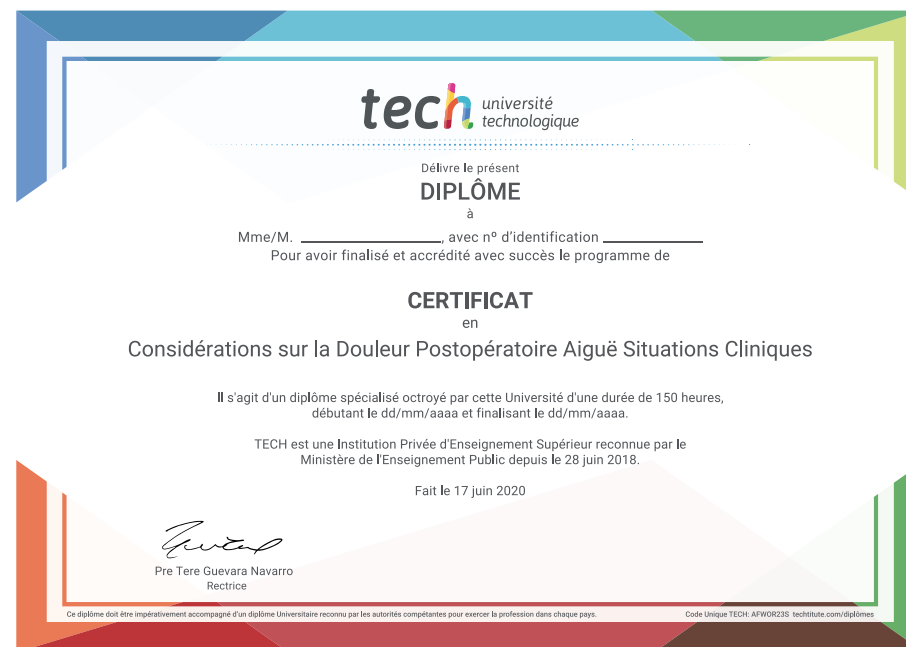 tech université
technologique
Délivre le présent
DIPLÔME
à
Mme/M. ____________________, avec nº d'identification ______________
Pour avoir finalisé et accrédité avec succès le programme de
CERTIFICAT
en
Considérations sur la Douleur Postopératoire Aiguë Situations Cliniques
Il s'agit d'un diplôme spécialisé octroyé par cette Université d'une durée de 150 heures,
débutant le dd/mm/aaaa et finalisant le dd/mm/aaaa.
TECH est une Institution Privée d'Enseignement Supérieur reconnue par le
Ministère de l'Enseignement Public depuis le 28 juin 2018.
Fait le 17 juin 2020
Pre Tere Guevara Navarro
Rectrice
Ce diplôme doit être impérativement accompagné d'un diplôme Universitaire reconnu par les autorités compétentes pour exercer la profession dans chaque pays.
Code Unique TECH: AFWOR23S techtitute.com/diplômes